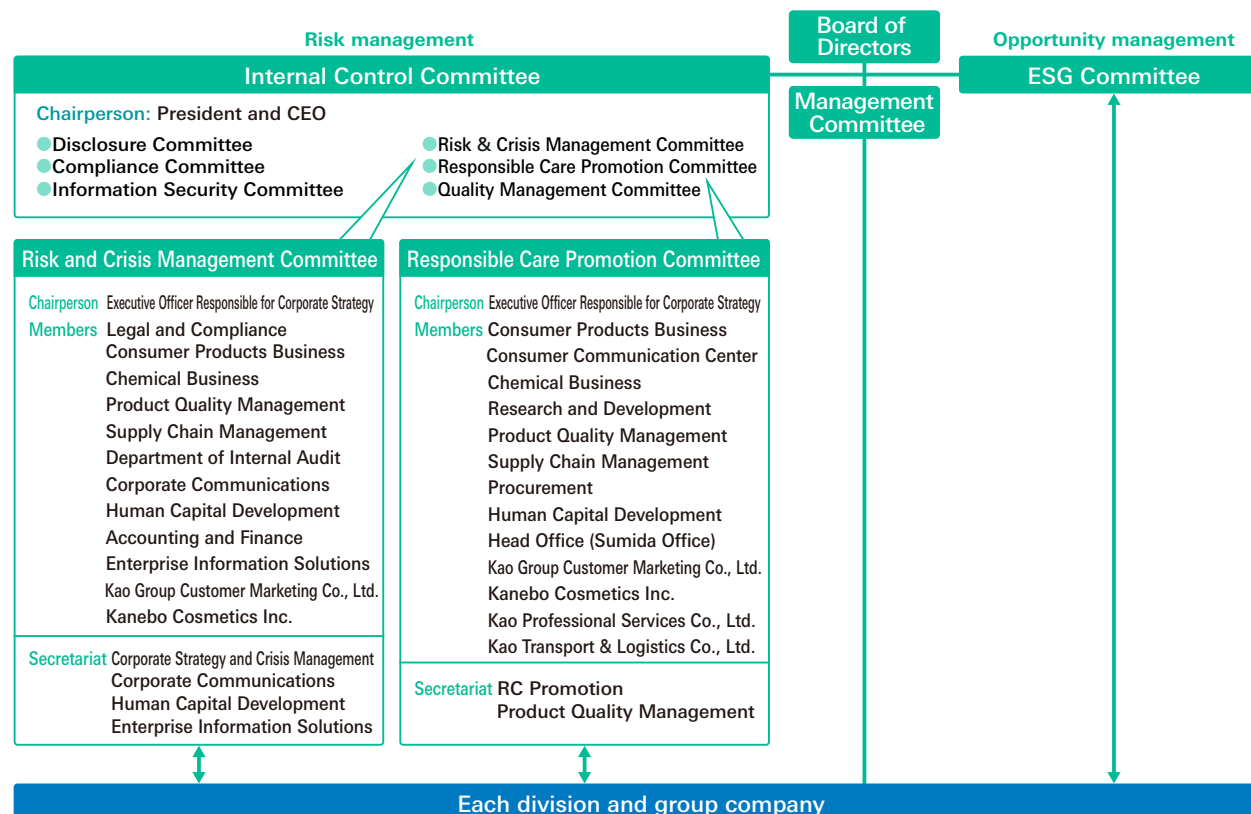 Risk management
Board of
Directors
Opportunity management
Internal Control Committee
ESG Committee
Management
Committee
Chairperson: President and CEO
●Disclosure Committee
●Compliance Committee
●Information Security Committee
●Risk & Crisis Management Committee
●Responsible Care Promotion Committee
●Quality Management Committee
Risk and Crisis Management Committee
Chairperson Executive Officer Responsible for Corporate Strategy
Members Legal and Compliance
Consumer Products Business
Chemical Business
Product Quality Management
Supply Chain Management
Department of Internal Audit
Corporate Communications
Human Capital Development
Accounting and Finance
Enterprise Information Solutions
Kao Group Customer Marketing Co., Ltd.
Kanebo Cosmetics Inc.
Secretariat Corporate Strategy and Crisis Management
Corporate Communications
Human Capital Development
Enterprise Information Solutions
Responsible Care Promotion Committee
Chairperson Executive Officer Responsible for Corporate Strategy
Members Consumer Products Business
Consumer Communication Center
Chemical Business
Research and Development
Product Quality Management
Supply Chain Management
Procurement
Human Capital Development
Head Office (Sumida Office)
Kao Group Customer Marketing Co., Ltd.
Kanebo Cosmetics Inc.
Kao Professional Services Co., Ltd.
Kao Transport & Logistics Co., Ltd.
Secretariat RC Promotion
Product Quality Management
Each division and group company